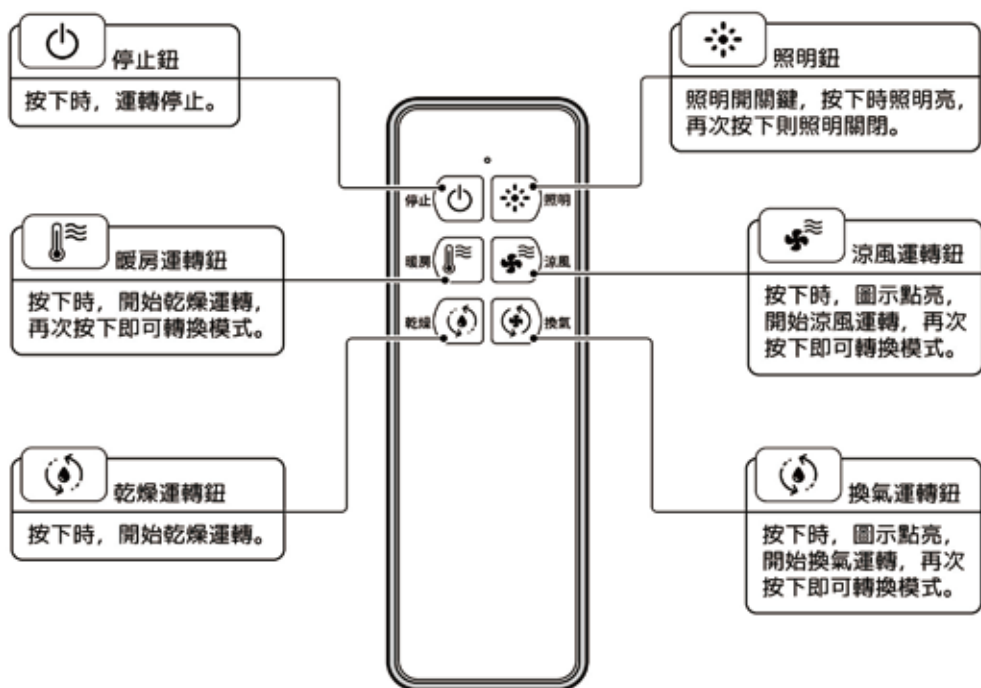 停止鈕
按下時，運轉停止。
照明鈕
照明開關鍵，按下時照明亮，
再次按下則照明關閉。
停止
照明
暖房
涼風
乾燥
換氣
暖房運轉鈕
按下時，開始乾燥運轉，
再次按下即可轉換模式。
涼風運轉鈕
按下時，圖示點亮，
開始涼風運轉，再次
按下即可轉換模式。
乾燥運轉鈕
按下時，開始乾燥運轉。
換氣運轉鈕
按下時，圖示點亮，
開始換氣運轉，再次
按下即可轉換模式。